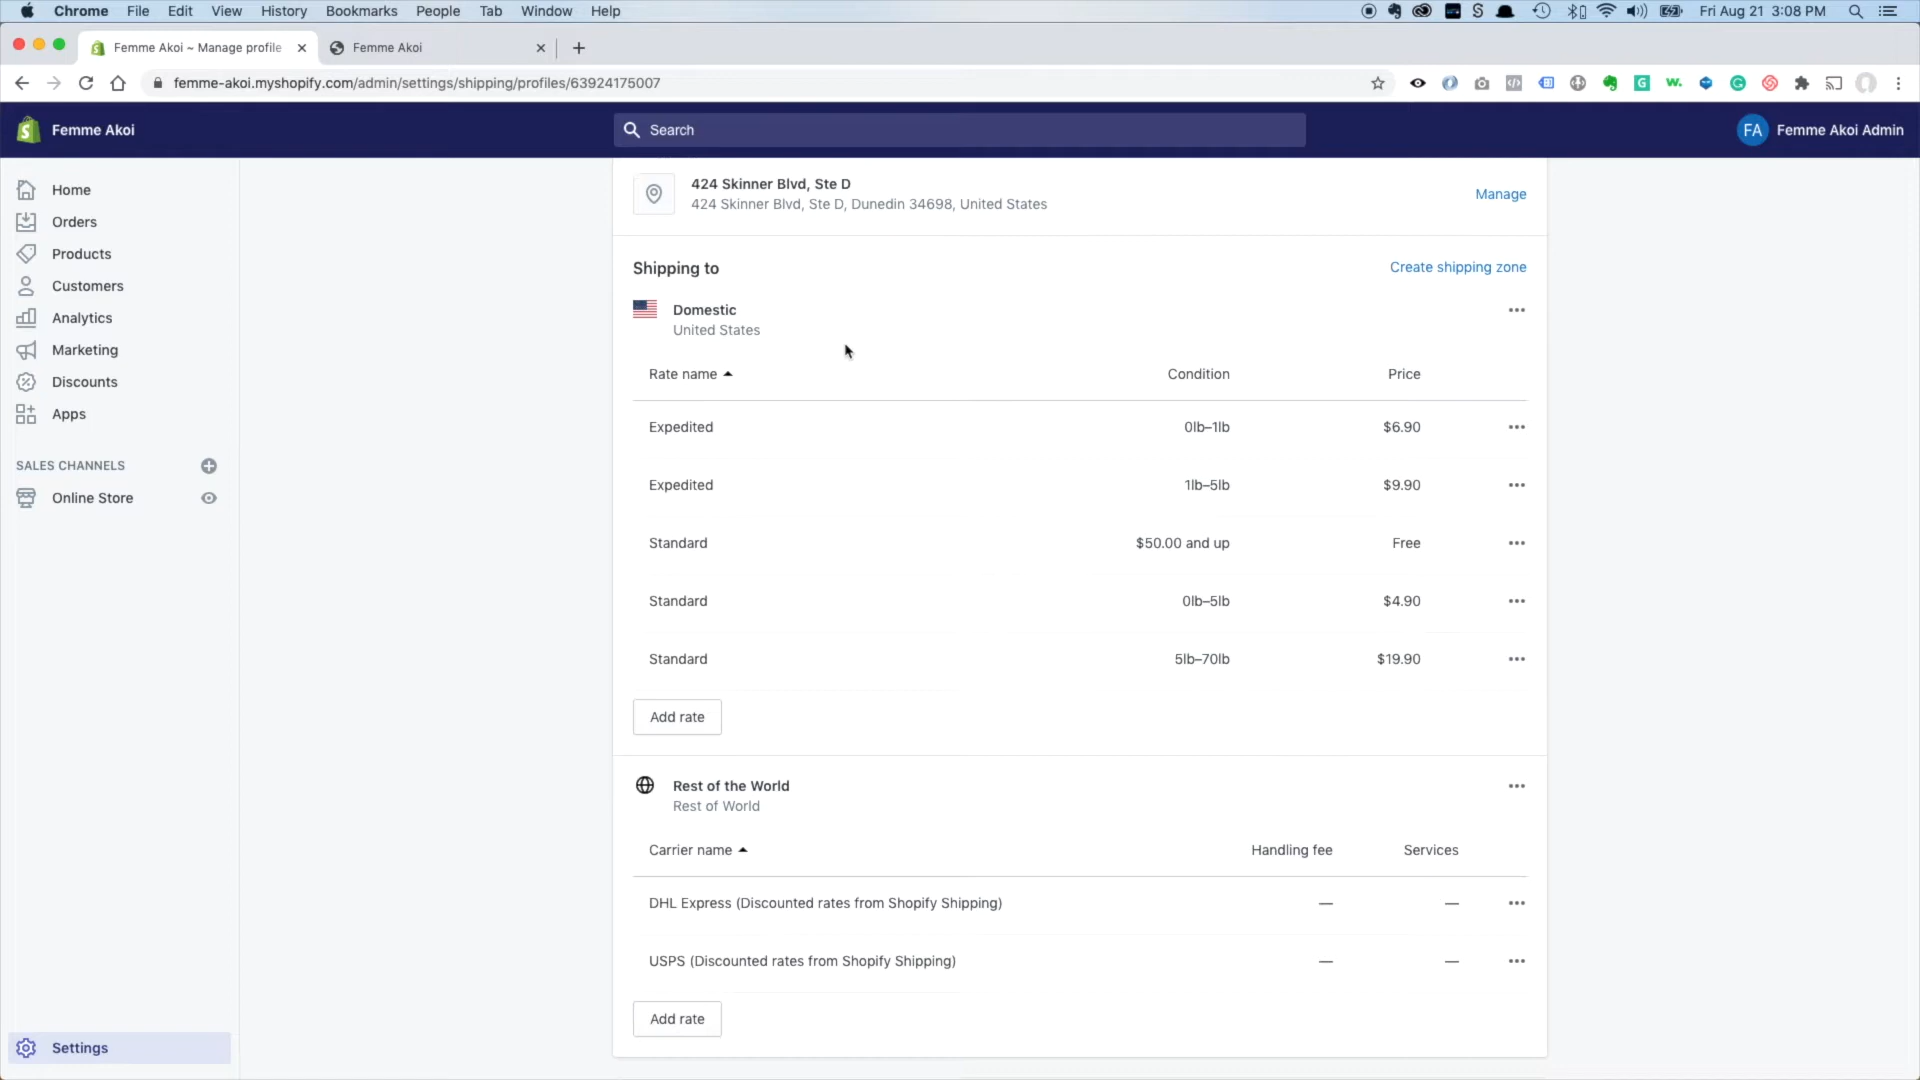 Chrome File Edit View History Bookmarks People Tab Window Help
Fri Aug 21 3:08 PM
Femme Akoi ~ Manage profile
Femme Akoi
femme-akoi.myshopify.com/admin/settings/shipping/profiles/63924175007
Femme Akoi
Search
FA Femme Akoi Admin
Home
Orders
Products
Customers
Analytics
Marketing
Discounts
Apps
SALES CHANNELS
Online Store
Settings
424 Skinner Blvd, Ste D
424 Skinner Blvd, Ste D, Dunedin 34698, United States
Manage
Shipping to
Create shipping zone
Domestic
United States
Rate name Condition Price
Expedited 0lb–1lb $6.90
Expedited 1lb–5lb $9.90
Standard $50.00 and up Free
Standard 0lb–5lb $4.90
Standard 5lb–70lb $19.90
Add rate
Rest of the World
Rest of World
Carrier name Handling fee Services
DHL Express (Discounted rates from Shopify Shipping) — —
USPS (Discounted rates from Shopify Shipping) — —
Add rate